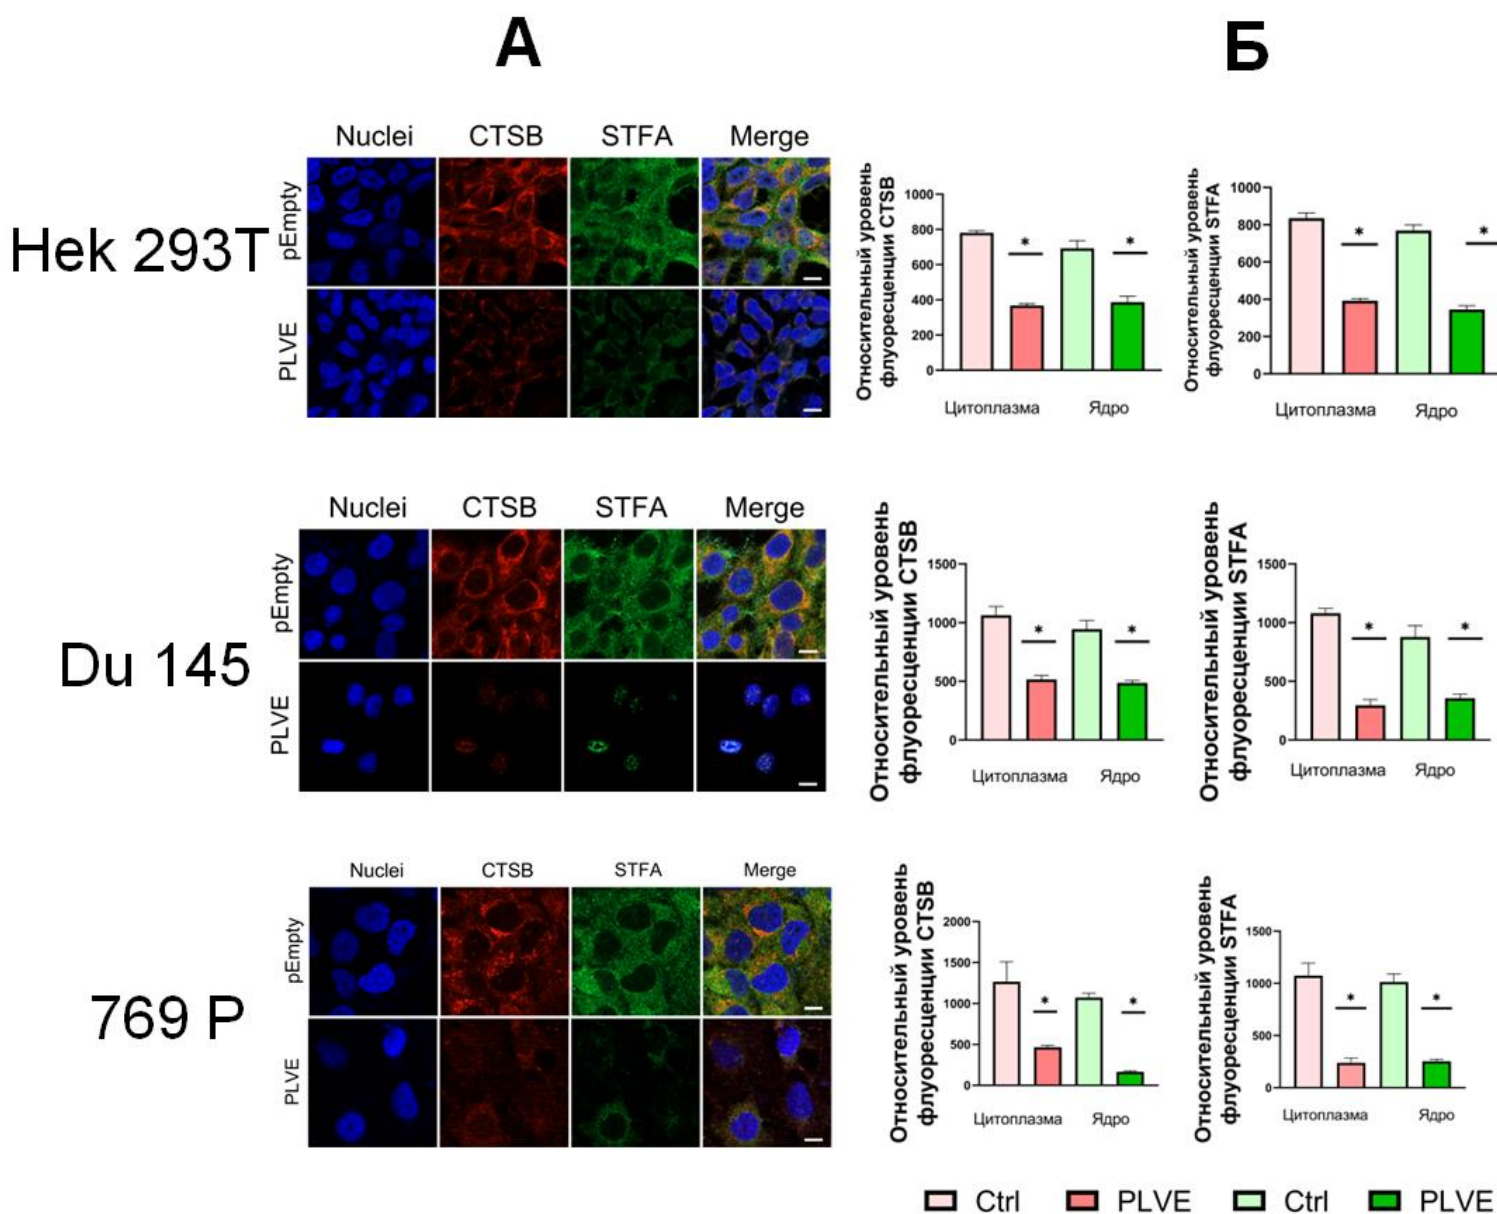 А
Б
Hek 293T
Nuclei CTSB STFA Merge
pEmpty
PLVE
Относительный уровень
флуоресценции CTSB
1000
800
600
400
200
0
* *
Цитоплазма Ядро
Относительный уровень
флуоресценции STFA
1000
800
600
400
200
0
* *
Цитоплазма Ядро
Du 145
Nuclei CTSB STFA Merge
pEmpty
PLVE
Относительный уровень
флуоресценции CTSB
1500
1000
500
0
* *
Цитоплазма Ядро
Относительный уровень
флуоресценции STFA
1500
1000
500
0
* *
Цитоплазма Ядро
769 P
Nuclei CTSB STFA Merge
pEmpty
PLVE
Относительный уровень
флуоресценции CTSB
2000
1500
1000
500
0
* *
Цитоплазма Ядро
Относительный уровень
флуоресценции STFA
1500
1000
500
0
* *
Цитоплазма Ядро
Ctrl PLVE Ctrl PLVE